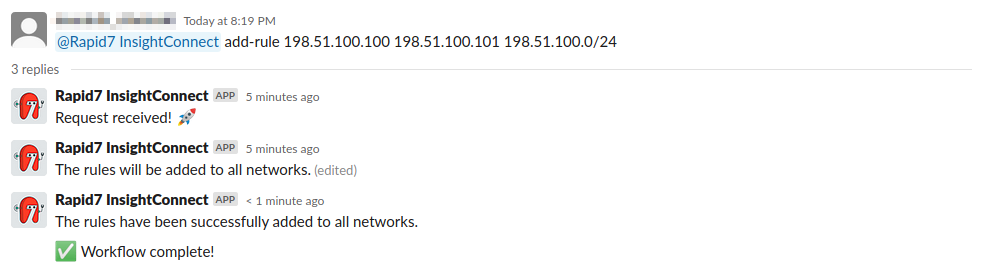 Today at 8:19 PM
@Rapid7 InsightConnect add-rule 198.51.100.100 198.51.100.101 198.51.100.0/24
3 replies
Rapid7 InsightConnect APP 5 minutes ago
Request received! 🚀
Rapid7 InsightConnect APP 5 minutes ago
The rules will be added to all networks. (edited)
Rapid7 InsightConnect APP < 1 minute ago
The rules have been successfully added to all networks.
✅ Workflow complete!